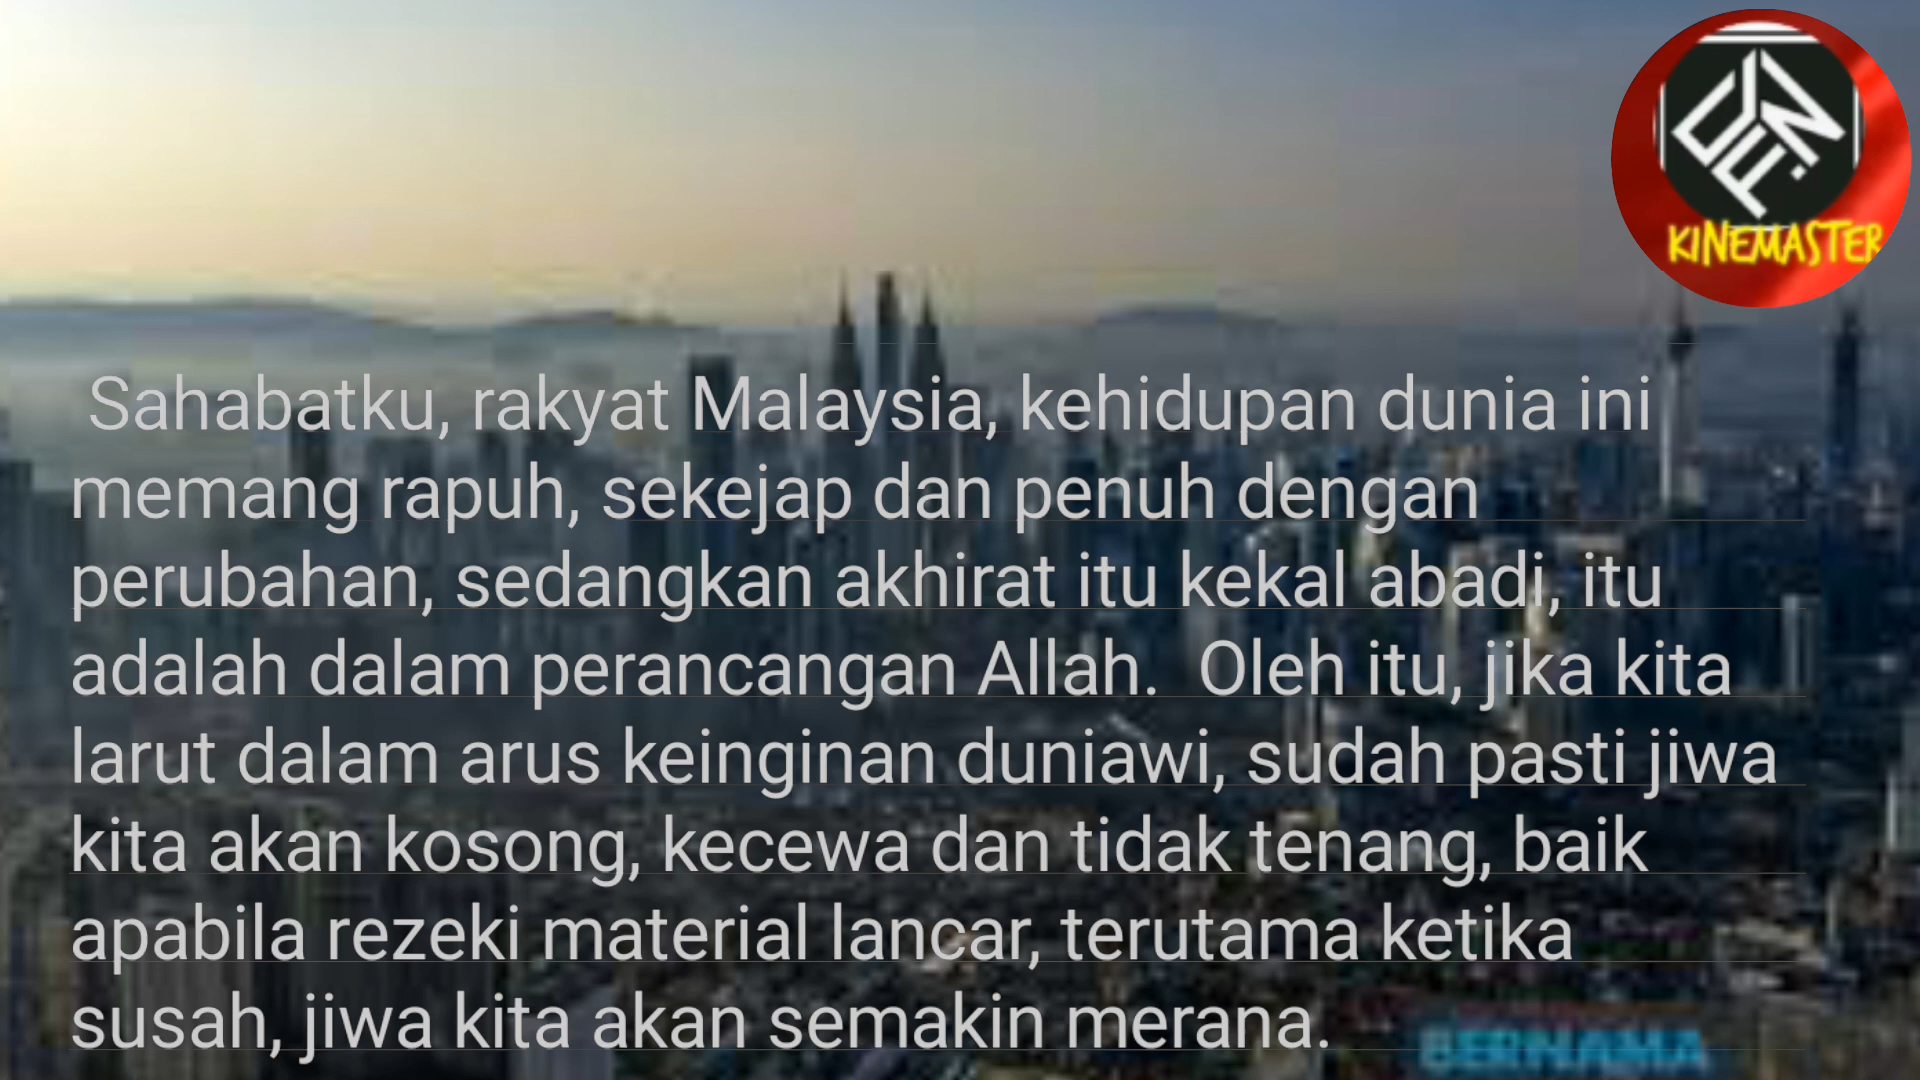 DYEN.
KINEMASTER
Sahabatku, rakyat Malaysia, kehidupan dunia ini
memang rapuh, sekejap dan penuh dengan
perubahan, sedangkan akhirat itu kekal abadi, itu
adalah dalam perancangan Allah. Oleh itu, jika kita
larut dalam arus keinginan duniawi, sudah pasti jiwa
kita akan kosong, kecewa dan tidak tenang, baik
apabila rezeki material lancar, terutama ketika
susah, jiwa kita akan semakin merana.
BERNAMA